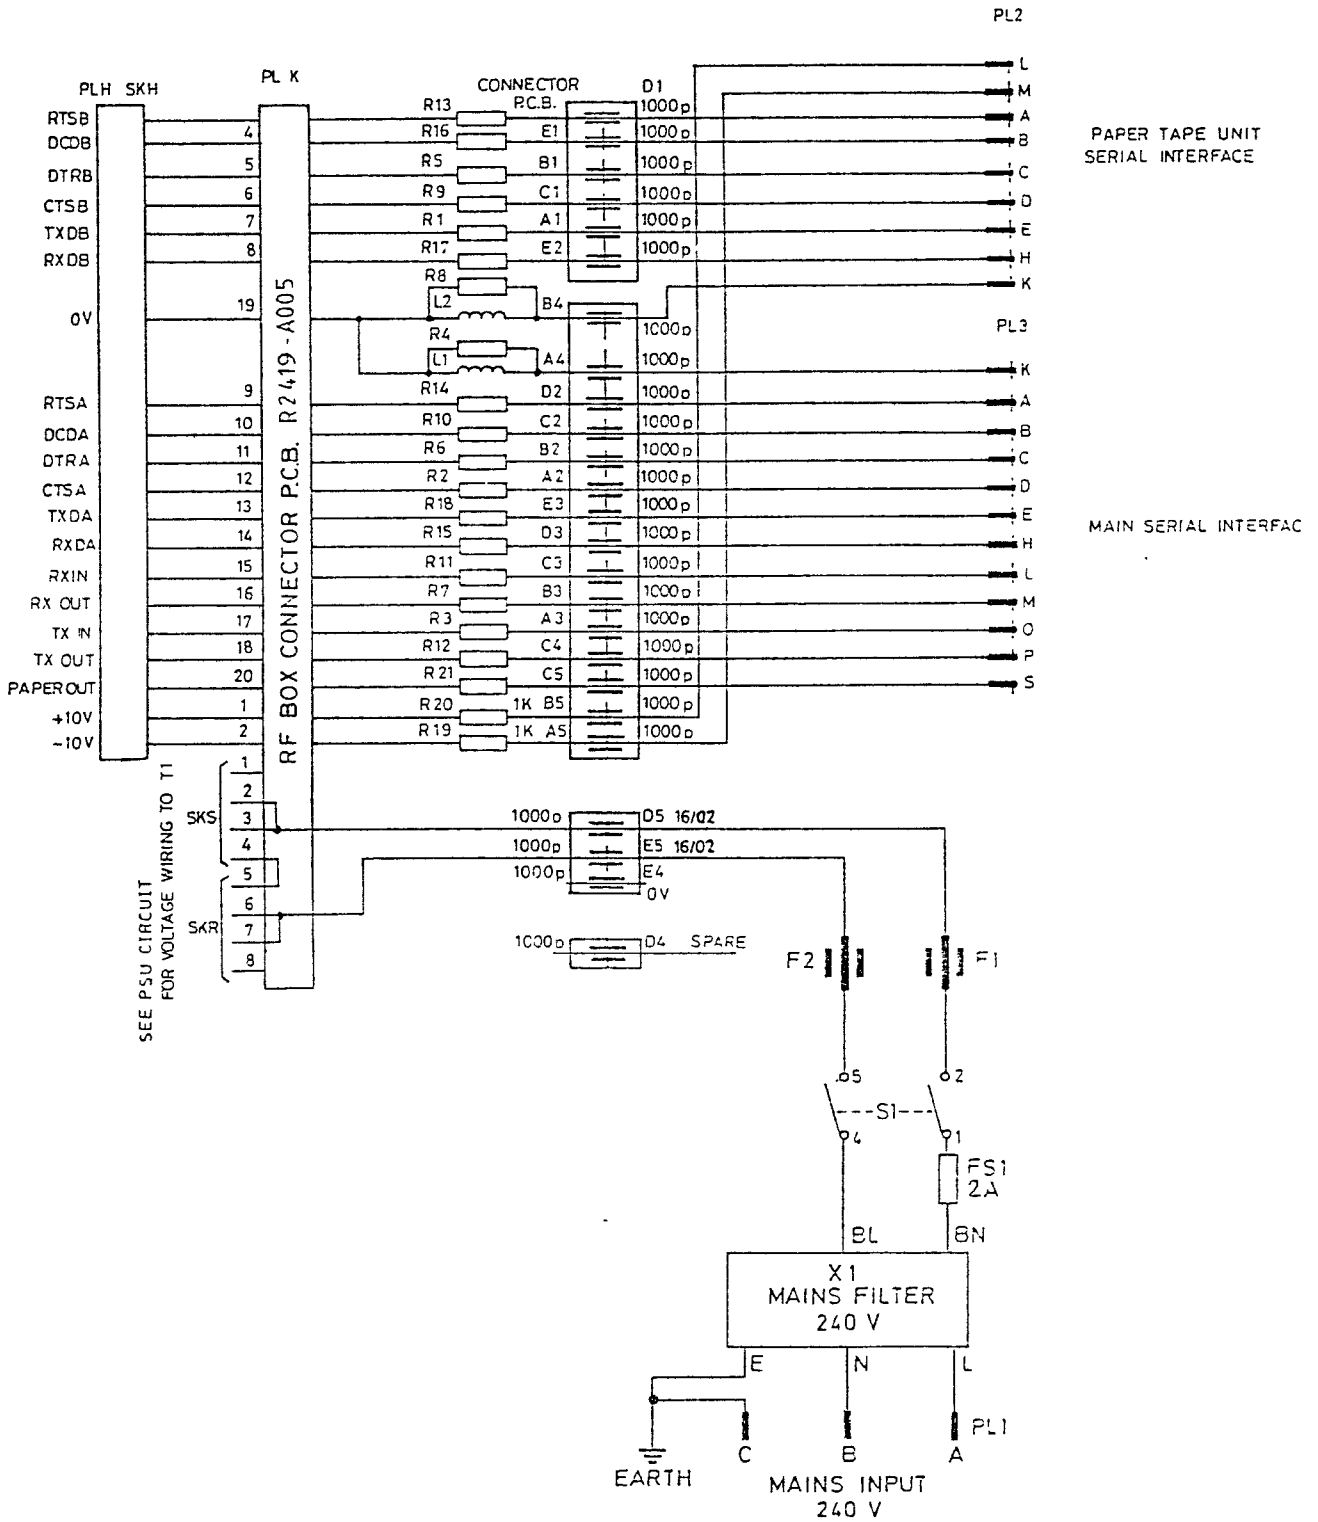 PL2
L
PL K
PLH SKH
CONNECTOR D1
P.C.B.
M
RTSB R13 1000p A
DCDB 4 R16 E1 1000p B
PAPER TAPE UNIT
SERIAL INTERFACE
DTRB 5 R5 B1 1000p C
CTSB 6 R9 C1 1000p D
TXDB 7 R1 A1 1000p E
RXDB 8 R17 E2 1000p H
R8 K
0V 19 L2 B4 1000p
PL3
R4
L1 A4 1000p K
RTSA 9 R14 D2 1000p A
DCDA 10 R10 C2 1000p B
DTRA 11 R6 B2 1000p C
CTSA 12 R2 A2 1000p D
TXDA 13 R18 E3 1000p E
MAIN SERIAL INTERFAC
RXDA 14 R15 D3 1000p H
RXIN 15 R11 C3 1000p L
RX OUT 16 R7 B3 1000p M
TX IN 17 R3 A3 1000p O
TX OUT 18 R12 C4 1000p P
PAPEROUT 20 R21 C5 1000p S
+10V 1 R20 1K B5 1000p
-10V 2 R19 1K A5 1000p
RF BOX CONNECTOR P.C.B. R2419-A005
SEE PSU CIRCUIT
FOR VOLTAGE WIRING TO T1
1
2
SKS 3
4
5
6
SKR 7
8
1000p D5 16/02
1000p E5 16/02
1000p E4
0V
1000p D4 SPARE
F2 F1
5 2
S1
4 1
FS1
2A
BL BN
X1
MAINS FILTER
240 V
E N L
PL1
C B A
EARTH
MAINS INPUT
240 V